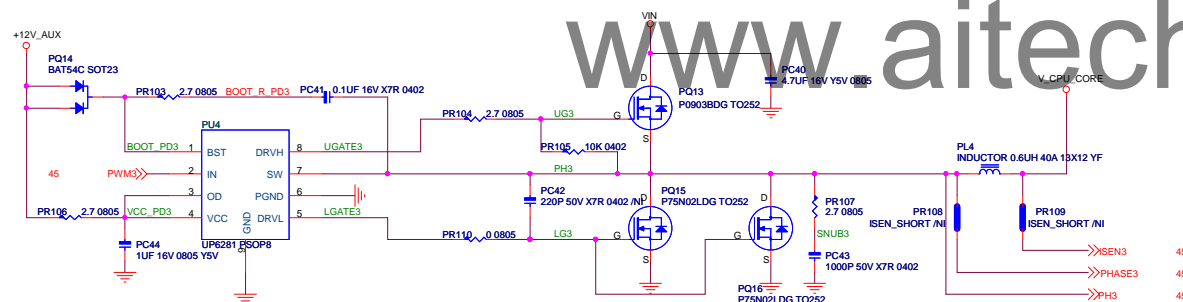 www.aitech
VIN
+12V_AUX
PQ14
BAT54C SOT23
PC40
4.7UF 16V Y5V 0805
V_CPU_CORE
D
PQ13
P0903BDG TO252
G
S
PR103 2.7 0805 BOOT_R_PD3 PC41 0.1UF 16V X7R 0402
PR104 2.7 0805 UG3
PU4
BOOT_PD3 1 BST DRVH 8 UGATE3
PR105 10K 0402
PL4
INDUCTOR 0.6UH 40A 13X12 YF
45 PWM3 2 IN SW 7 PH3
3 OD PGND 6
PR106 2.7 0805 VCC_PD3 4 VCC DRVL 5 LGATE3
GND
9
UP6281 PSOP8
PC44
1UF 16V 0805 Y5V
PC42
220P 50V X7R 0402 /NI
D
PQ15
P75N02LDG TO252
G
S
PR110 0 0805 LG3
D
G
S
PQ16
P75N02LDG TO252
PR107
2.7 0805
SNUB3
PC43
1000P 50V X7R 0402
PR108
ISEN_SHORT /NI
PR109
ISEN_SHORT /NI
ISEN3 45
PHASE3 45
PH3 45